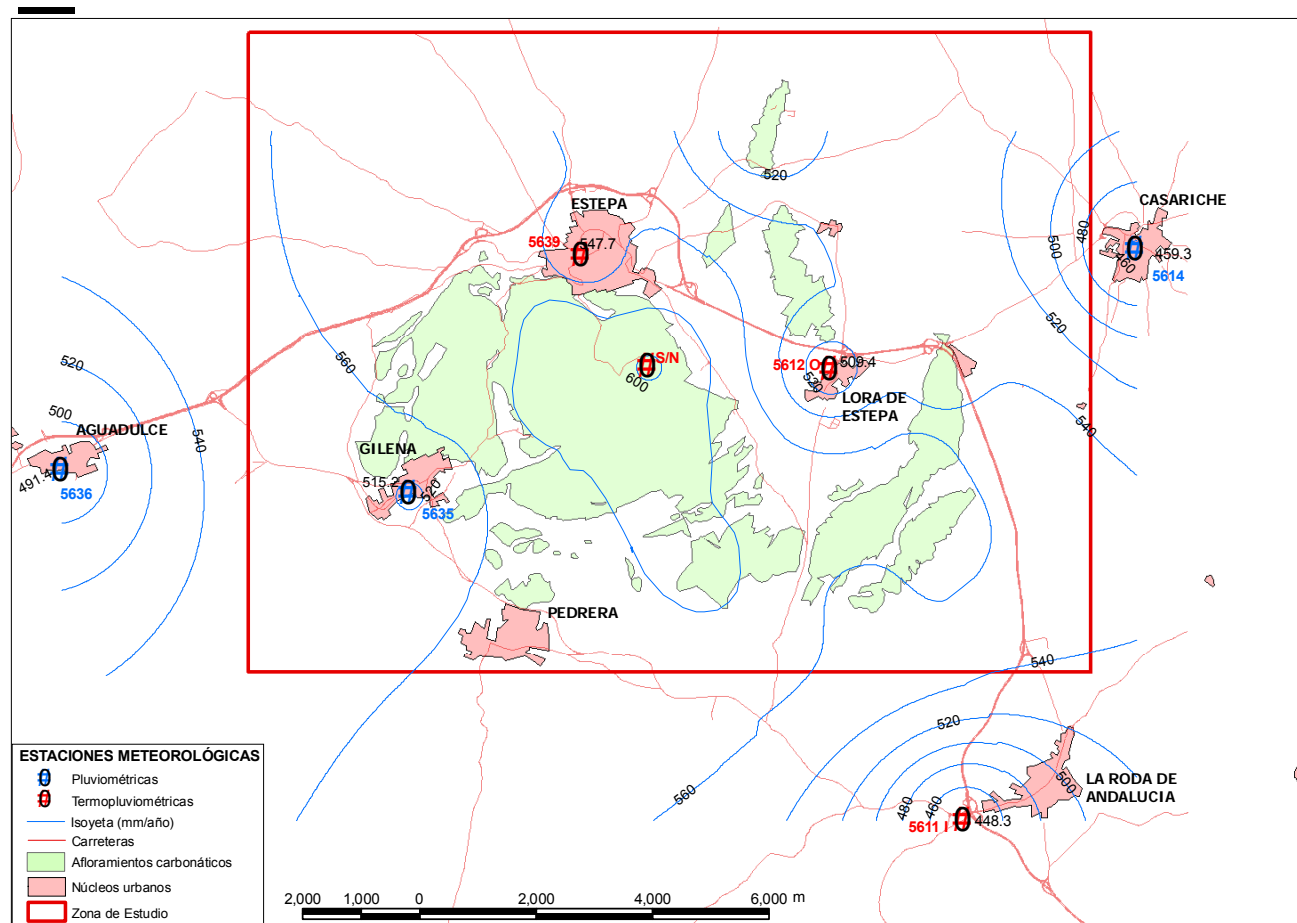 520
ESTEPA
CASARICHE
5639
547.7
480
500
460
459.3
5614
560
520
S/N
600
5612 O
509.4
520
520
LORA DE
ESTEPA
500
540
AGUADULCE
540
GILENA
491.4
5636
515.2
520
5635
PEDRERA
540
520
560
500
LA RODA DE
ANDALUCIA
480
460
5611 I
448.3
ESTACIONES METEOROLÓGICAS
Pluviométricas
Termopluviométricas
Isoyeta (mm/año)
Carreteras
Afloramientos carbonáticos
Núcleos urbanos
Zona de Estudio
2,000 1,000 0 2,000 4,000 6,000 m